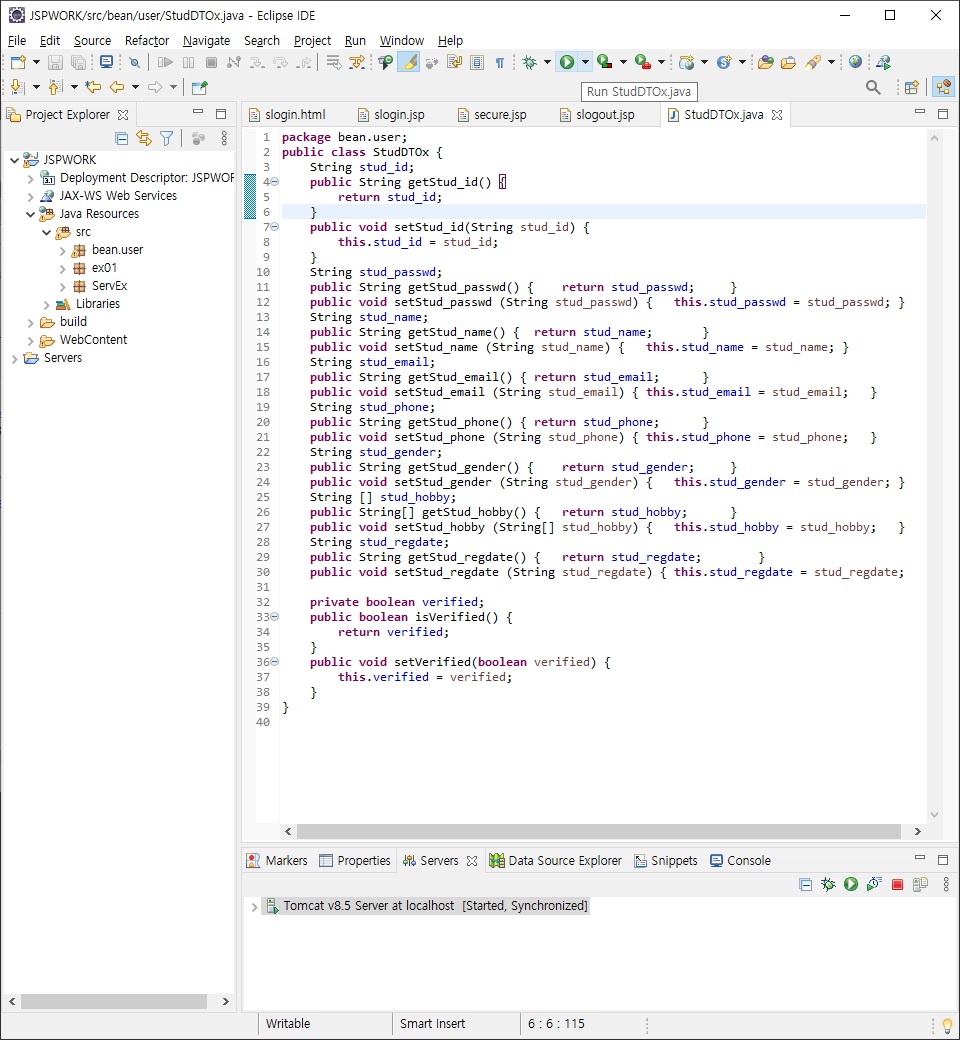 JSPWORK/src/bean/user/StudDTOx.java - Eclipse IDE
File Edit Source Refactor Navigate Search Project Run Window Help
Run StudDTOx.java
Project Explorer
JSPWORK
Deployment Descriptor: JSPWOR
JAX-WS Web Services
Java Resources
src
bean.user
ex01
ServEx
Libraries
build
WebContent
Servers
slogin.html slogin.jsp secure.jsp slogout.jsp StudDTOx.java
1 package bean.user;
2 public class StudDTOx {
3 String stud_id;
4 public String getStud_id() {
5 return stud_id;
6 }
7 public void setStud_id(String stud_id) {
8 this.stud_id = stud_id;
9 }
10 String stud_passwd;
11 public String getStud_passwd() { return stud_passwd; }
12 public void setStud_passwd (String stud_passwd) { this.stud_passwd = stud_passwd; }
13 String stud_name;
14 public String getStud_name() { return stud_name; }
15 public void setStud_name (String stud_name) { this.stud_name = stud_name; }
16 String stud_email;
17 public String getStud_email() { return stud_email; }
18 public void setStud_email (String stud_email) { this.stud_email = stud_email; }
19 String stud_phone;
20 public String getStud_phone() { return stud_phone; }
21 public void setStud_phone (String stud_phone) { this.stud_phone = stud_phone; }
22 String stud_gender;
23 public String getStud_gender() { return stud_gender; }
24 public void setStud_gender (String stud_gender) { this.stud_gender = stud_gender; }
25 String [] stud_hobby;
26 public String[] getStud_hobby() { return stud_hobby; }
27 public void setStud_hobby (String[] stud_hobby) { this.stud_hobby = stud_hobby; }
28 String stud_regdate;
29 public String getStud_regdate() { return stud_regdate; }
30 public void setStud_regdate (String stud_regdate) { this.stud_regdate = stud_regdate;
31
32 private boolean verified;
33 public boolean isVerified() {
34 return verified;
35 }
36 public void setVerified(boolean verified) {
37 this.verified = verified;
38 }
39 }
40
Markers Properties Servers Data Source Explorer Snippets Console
Tomcat v8.5 Server at localhost [Started, Synchronized]
Writable Smart Insert 6 : 6 : 115